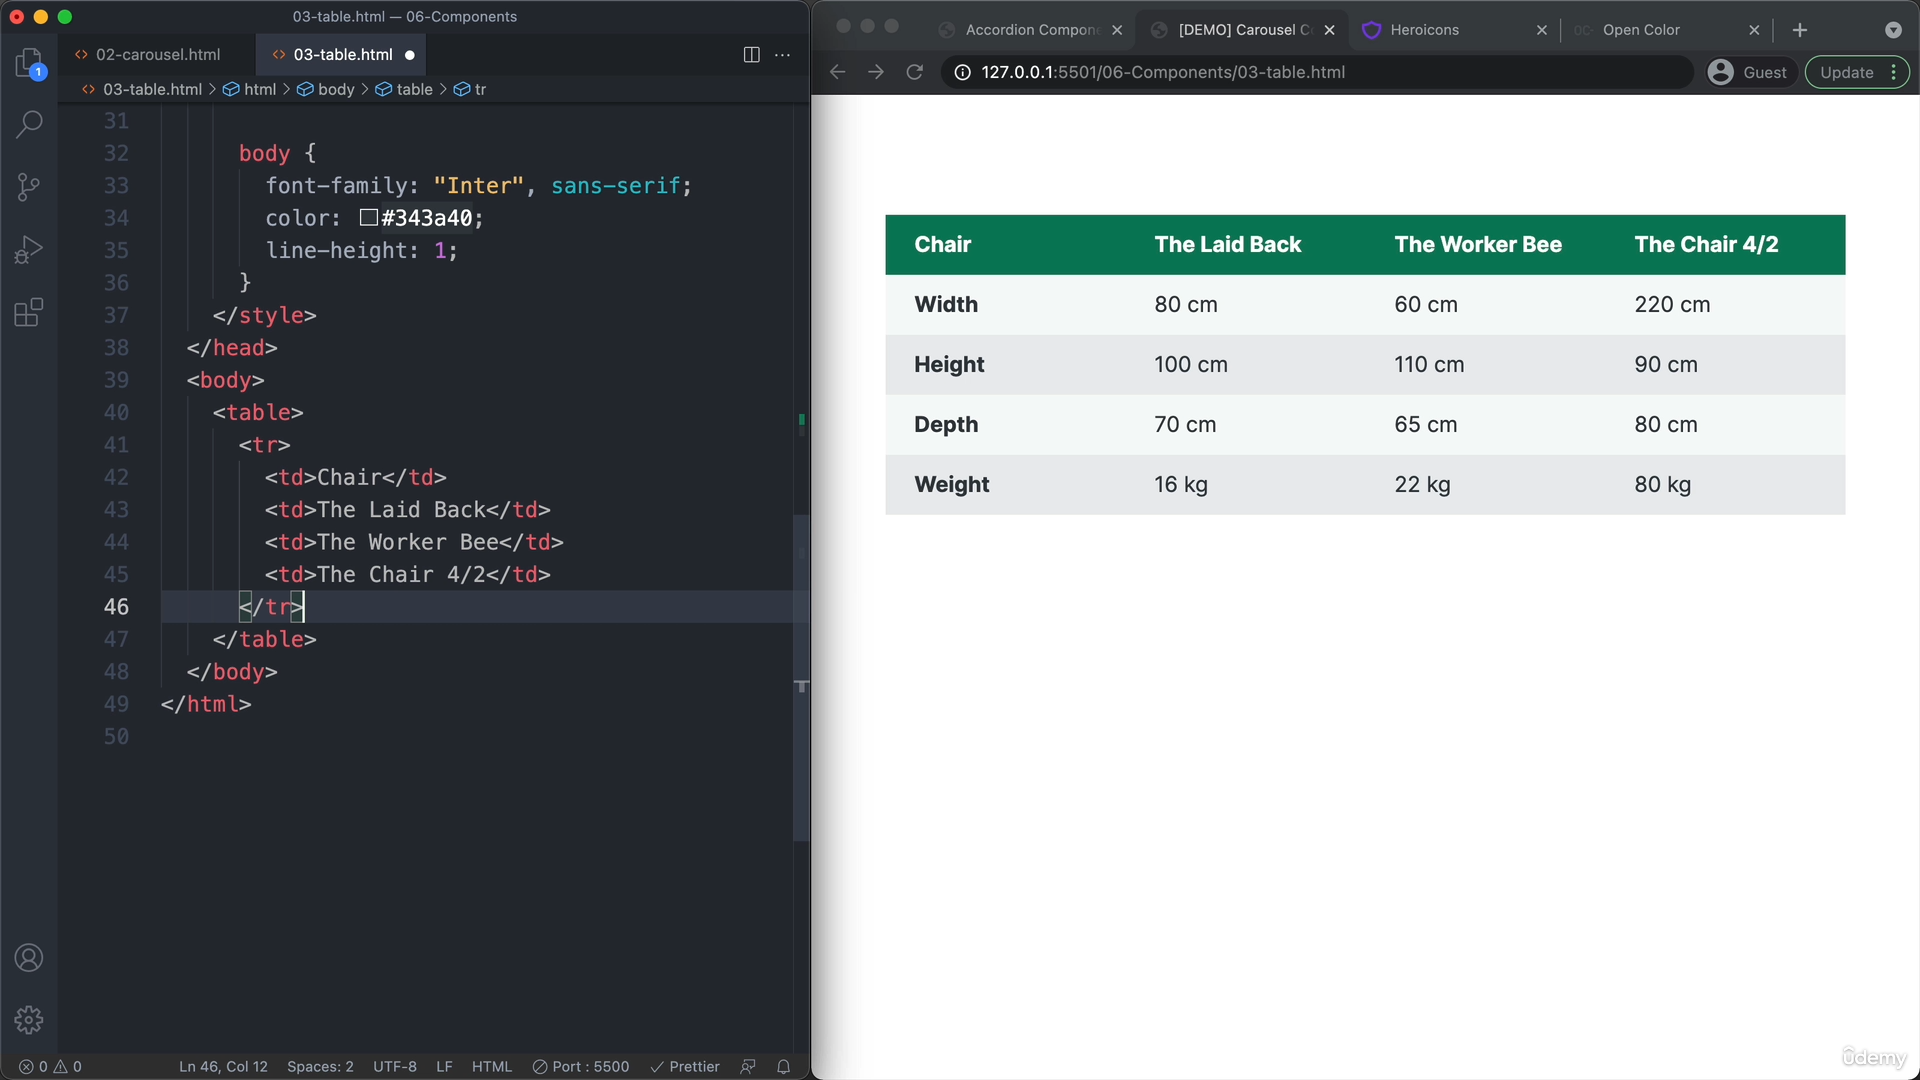 03-table.html — 06-Components
02-carousel.html
03-table.html
03-table.html > html > body > table > tr
31
32 body {
33 font-family: "Inter", sans-serif;
34 color: #343a40;
35 line-height: 1;
36 }
37 </style>
38 </head>
39 <body>
40 <table>
41 <tr>
42 <td>Chair</td>
43 <td>The Laid Back</td>
44 <td>The Worker Bee</td>
45 <td>The Chair 4/2</td>
46 </tr>
47 </table>
48 </body>
49 </html>
50
1
0 0 Ln 46, Col 12 Spaces: 2 UTF-8 LF HTML Port : 5500 Prettier
Accordion Compon
[DEMO] Carousel C
Heroicons
Open Color
127.0.0.1:5501/06-Components/03-table.html
Guest
Update
Chair The Laid Back The Worker Bee The Chair 4/2
Width 80 cm 60 cm 220 cm
Height 100 cm 110 cm 90 cm
Depth 70 cm 65 cm 80 cm
Weight 16 kg 22 kg 80 kg
ûdemy